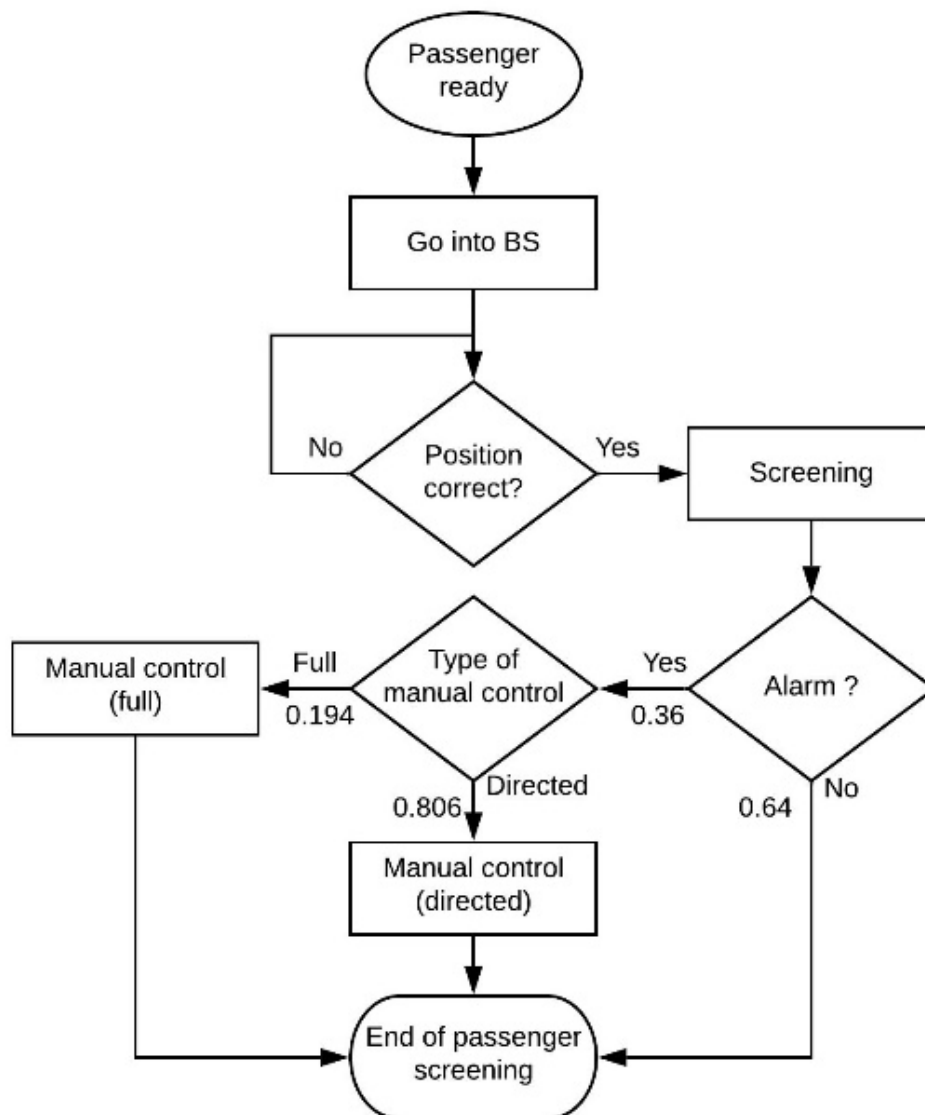 Passenger
ready
Go into BS
No
Position
correct?
Yes
Screening
Manual control
(full)
Full
0.194
Type of
manual control
Yes
0.36
Alarm ?
Directed
0.806
No
0.64
Manual control
(directed)
End of passenger
screening